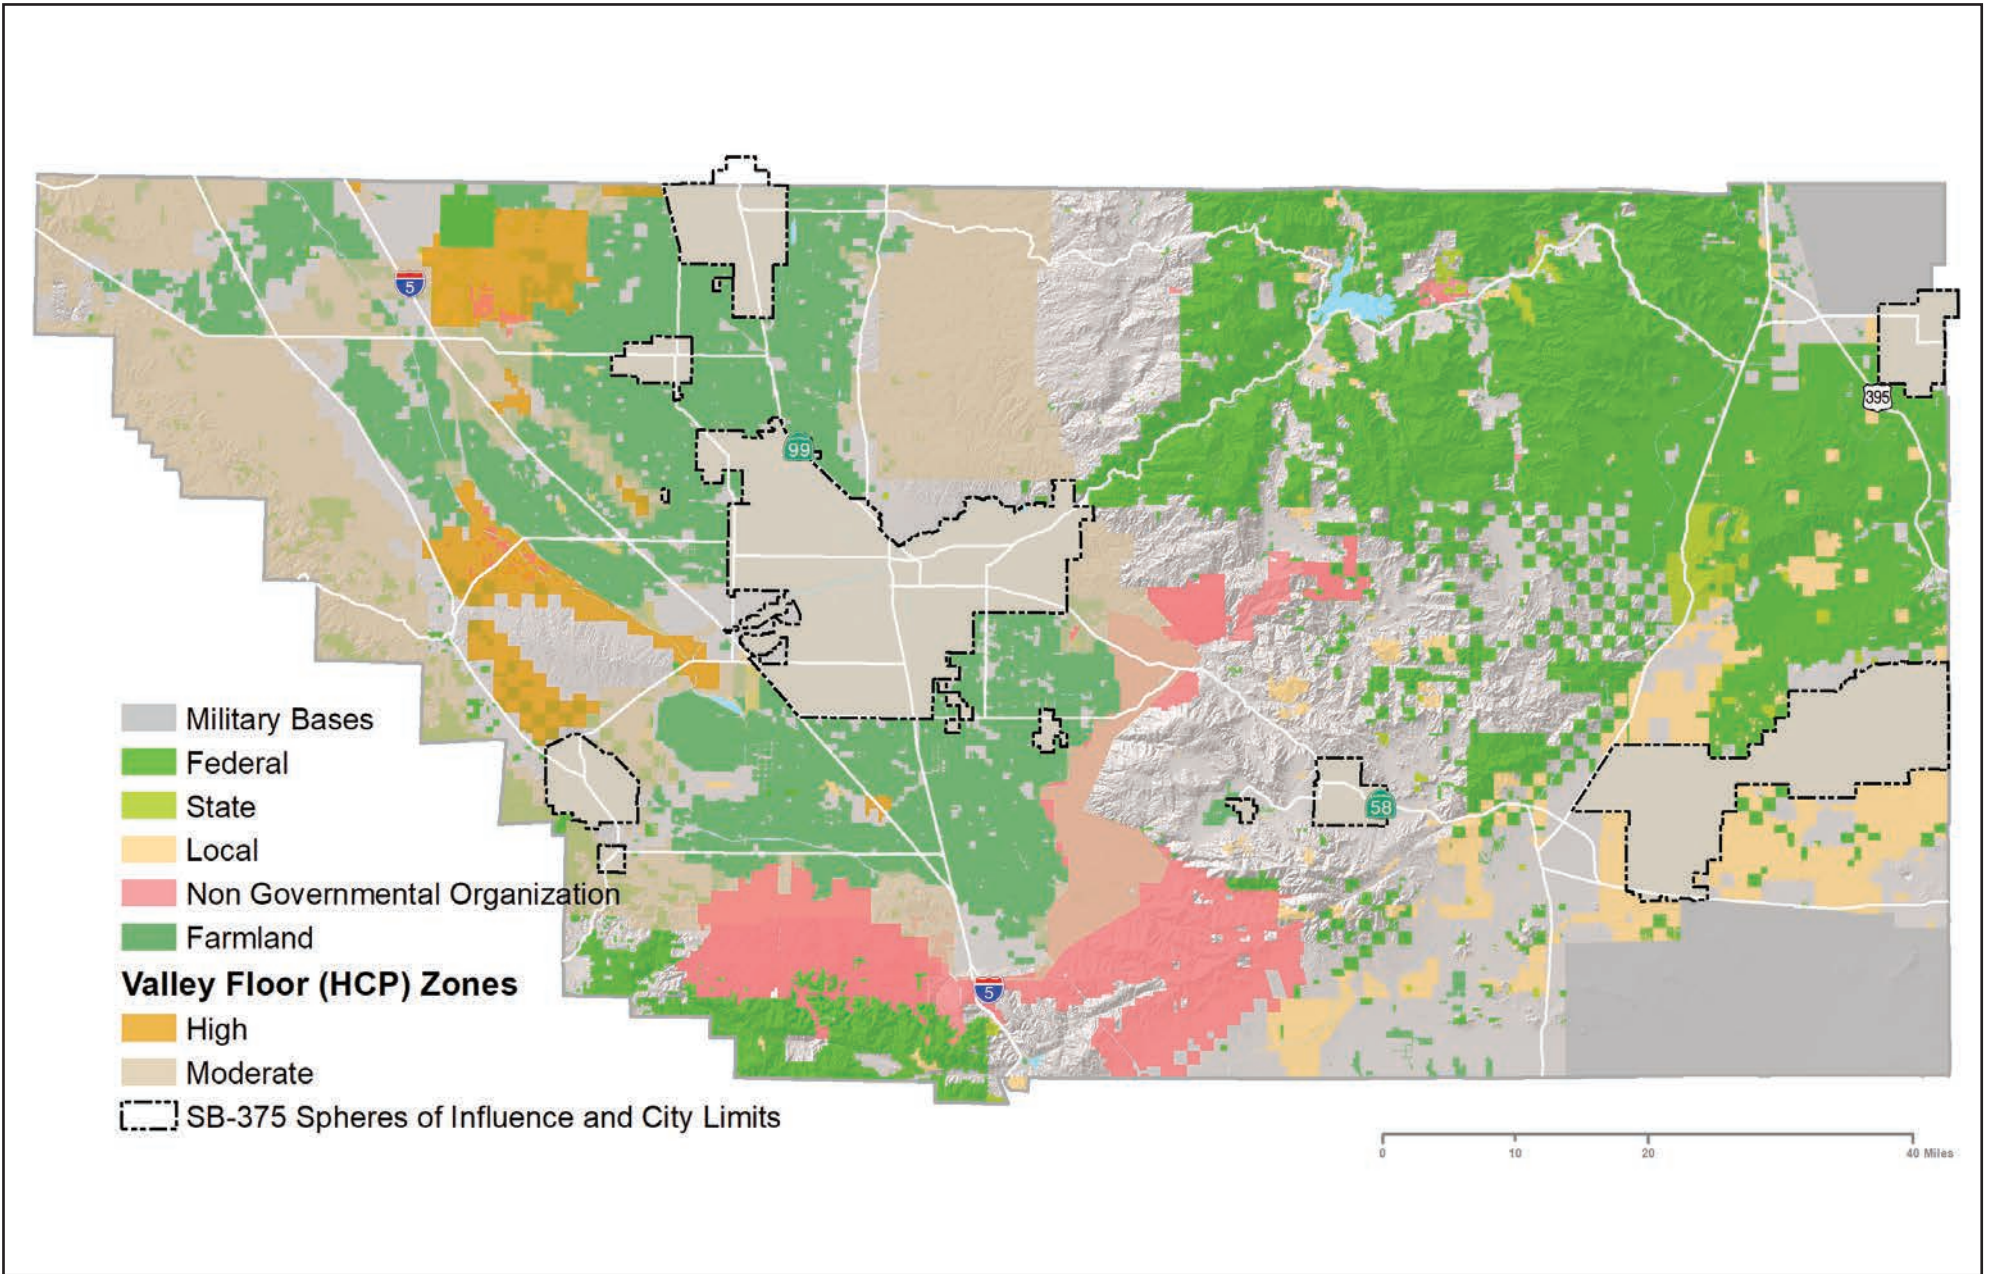 5
99
395
58
5
Military Bases
Federal
State
Local
Non Governmental Organization
Farmland
Valley Floor (HCP) Zones
High
Moderate
SB-375 Spheres of Influence and City Limits
0 10 20 40 Miles